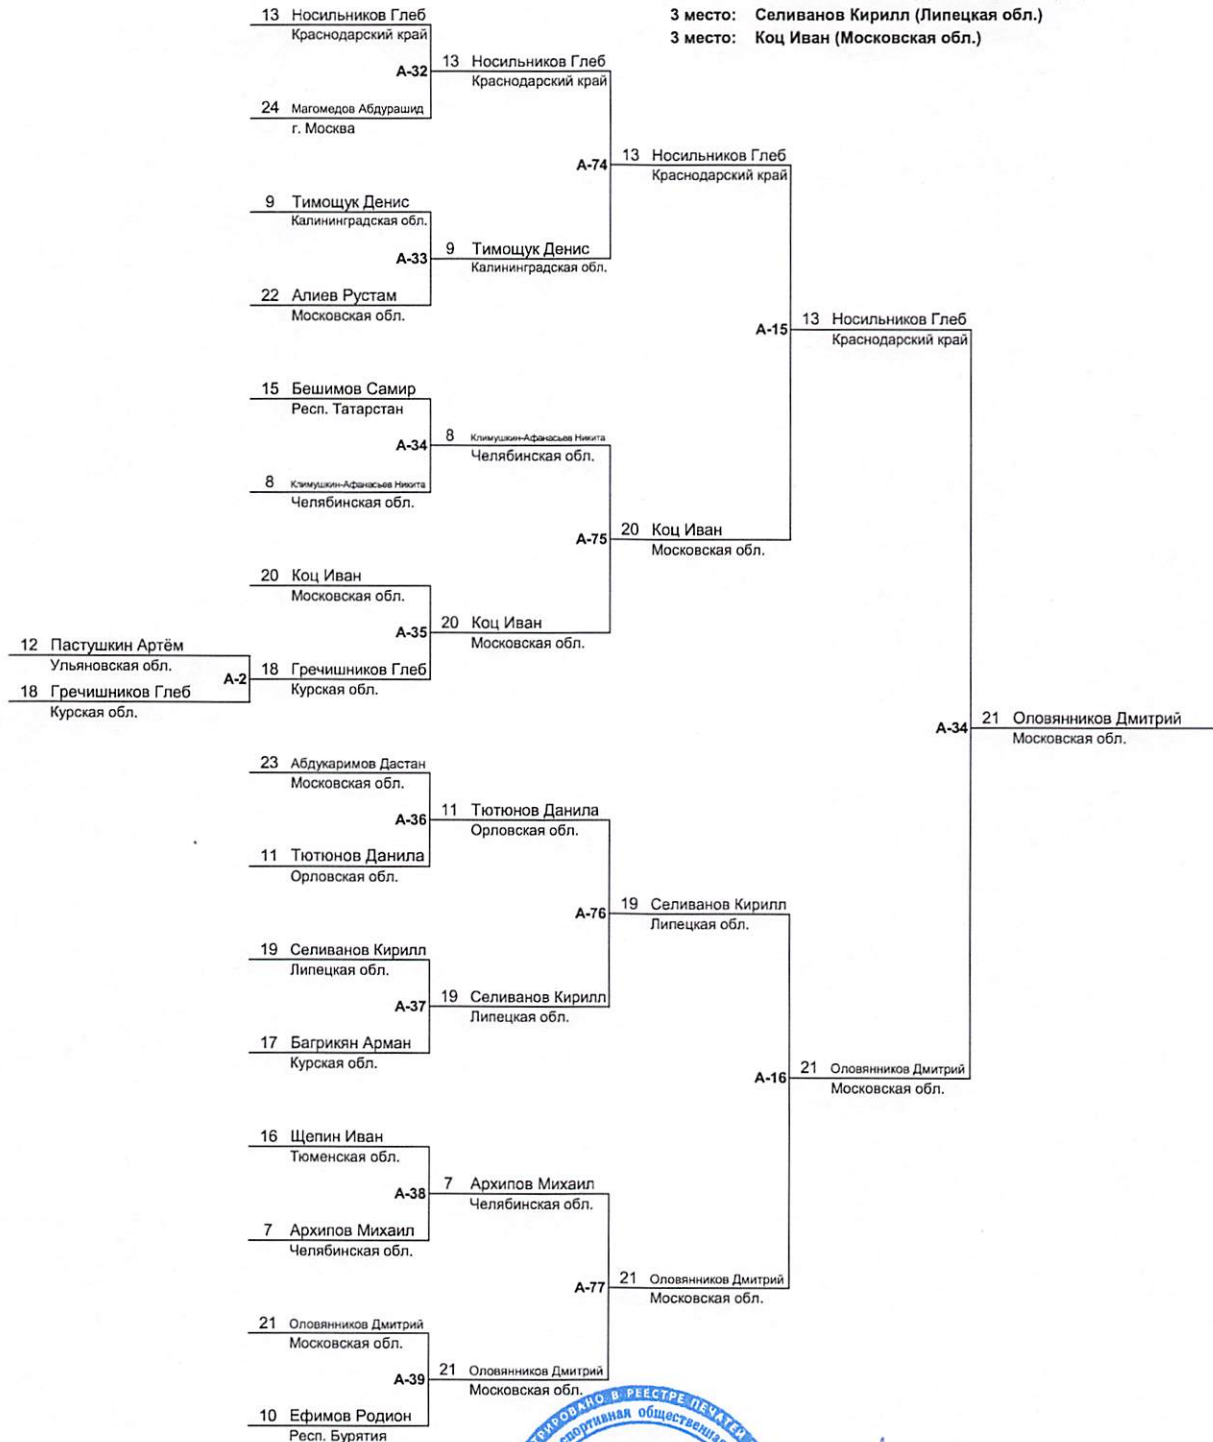 3 место: Селиванов Кирилл (Липецкая обл.)
3 место: Коц Иван (Московская обл.)
13 Носильников Глеб
Краснодарский край
А-32
24 Магомедов Абдурашид
г. Москва
13 Носильников Глеб
Краснодарский край
А-74
9 Тимощук Денис
Калининградская обл.
А-33
22 Алиев Рустам
Московская обл.
9 Тимощук Денис
Калининградская обл.
13 Носильников Глеб
Краснодарский край
А-15
15 Бешимов Самир
Респ. Татарстан
А-34
8 Климушкин-Афанасьев Никита
Челябинская обл.
8 Климушкин-Афанасьев Никита
Челябинская обл.
А-75
20 Коц Иван
Московская обл.
А-35
12 Пастушкин Артём
Ульяновская обл.
А-2
18 Гречишников Глеб
Курская обл.
18 Гречишников Глеб
Курская обл.
20 Коц Иван
Московская обл.
20 Коц Иван
Московская обл.
13 Носильников Глеб
Краснодарский край
А-34
21 Оловянников Дмитрий
Московская обл.
23 Абдукаримов Дастан
Московская обл.
А-36
11 Тютюнов Данила
Орловская обл.
11 Тютюнов Данила
Орловская обл.
А-76
19 Селиванов Кирилл
Липецкая обл.
А-37
17 Багрикян Арман
Курская обл.
19 Селиванов Кирилл
Липецкая обл.
19 Селиванов Кирилл
Липецкая обл.
А-16
16 Щепин Иван
Тюменская обл.
А-38
7 Архипов Михаил
Челябинская обл.
7 Архипов Михаил
Челябинская обл.
А-77
21 Оловянников Дмитрий
Московская обл.
А-39
10 Ефимов Родион
Респ. Бурятия
21 Оловянников Дмитрий
Московская обл.
21 Оловянников Дмитрий
Московская обл.
21 Оловянников Дмитрий
Московская обл.
В РЕЕСТРЕ
спортивная